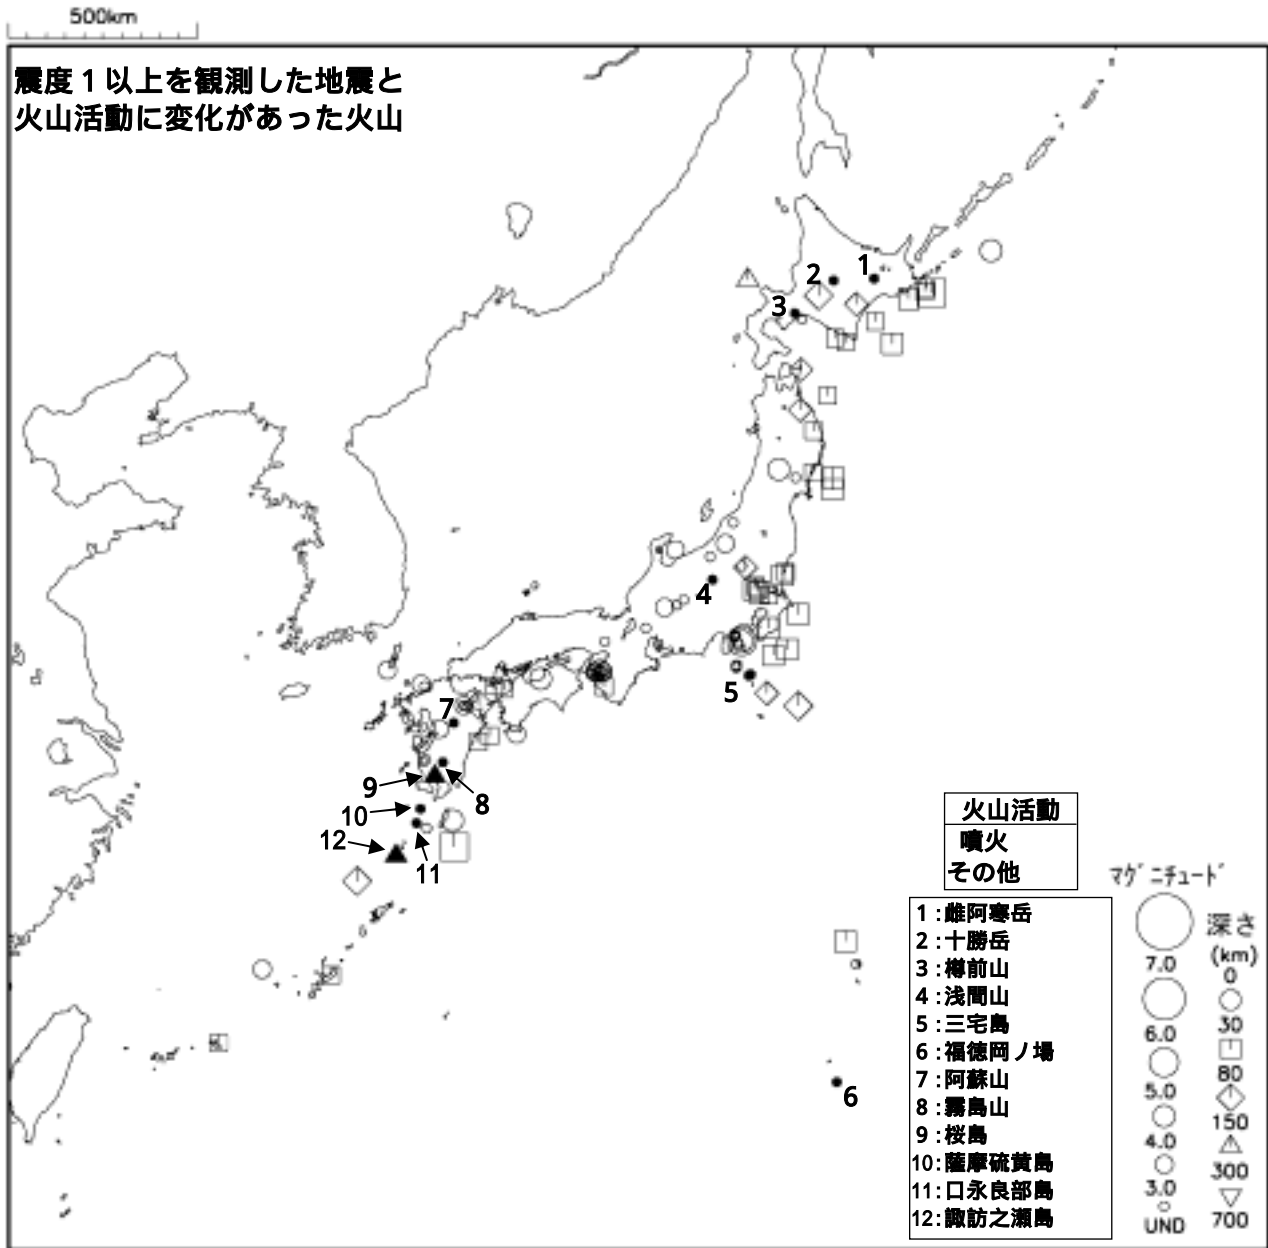 500km
震度１以上を観測した地震と
火山活動に変化があった火山
1
2
3
4
5
6
7
8
9
10
11
12
火山活動
噴火
その他
1:雌阿寒岳
2:十勝岳
3:樽前山
4:浅間山
5:三宅島
6:福徳岡ノ場
7:阿蘇山
8:霧島山
9:桜島
10:薩摩硫黄島
11:口永良部島
12:諏訪之瀬島
マグニチュード
7.0
6.0
5.0
4.0
3.0
UND
深さ
(km)
0
30
80
150
300
700